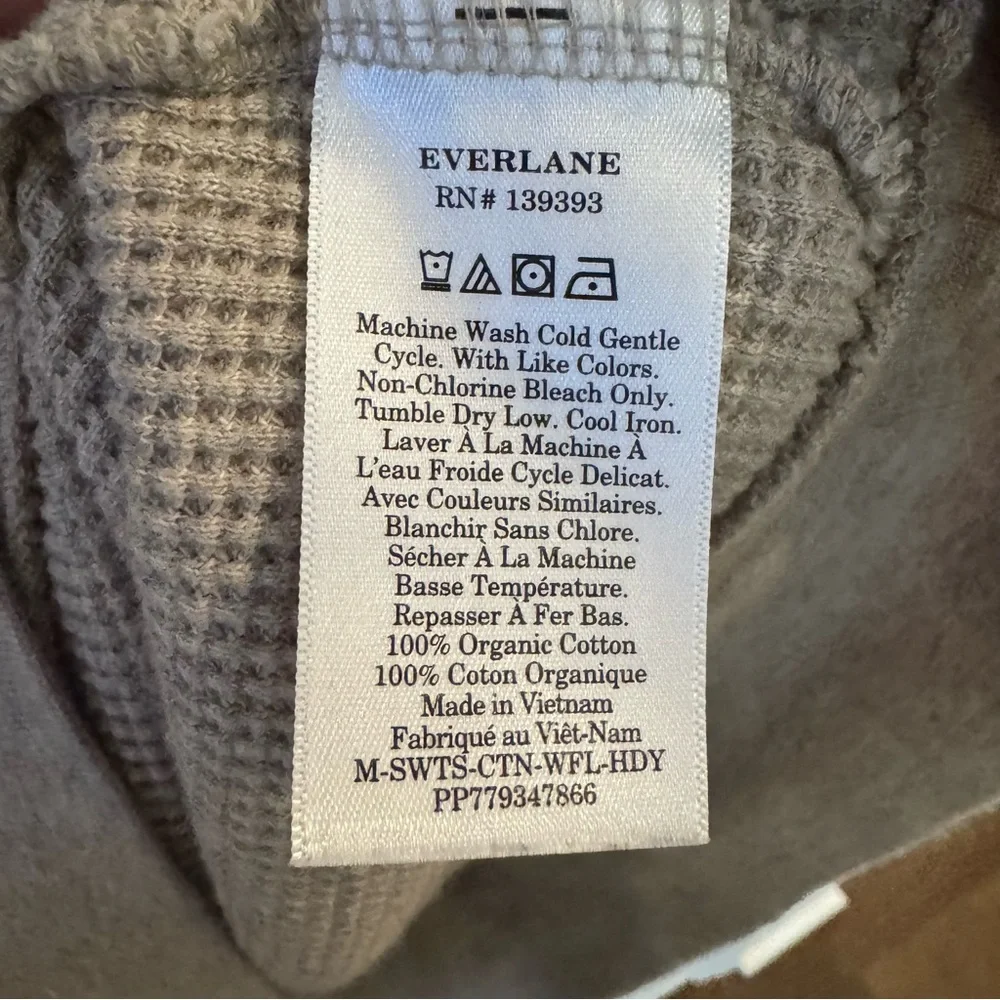 EVERLANE
RN# 139393
Machine Wash Cold Gentle
Cycle. With Like Colors.
Non-Chlorine Bleach Only.
Tumble Dry Low. Cool Iron.
Laver À La Machine À
L'eau Froide Cycle Delicat.
Avec Couleurs Similaires.
Blanchir Sans Chlore.
Sécher À La Machine
Basse Température.
Repasser À Fer Bas.
100% Organic Cotton
100% Coton Organique
Made in Vietnam
Fabriqué au Viêt-Nam
M-SWTS-CTN-WFL-HDY
PP779347866